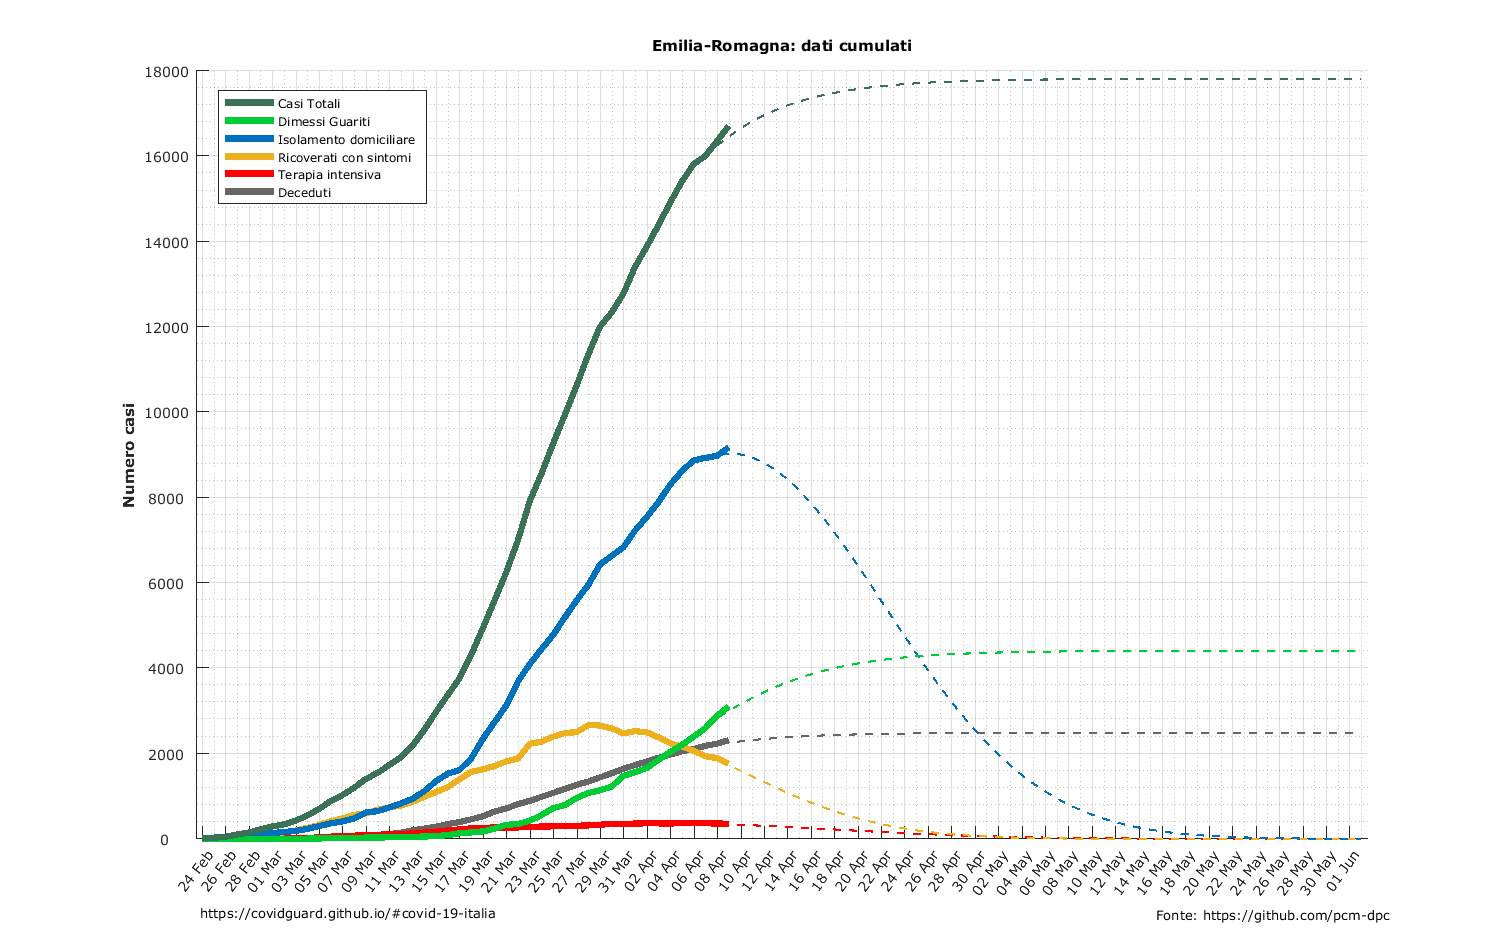 Emilia-Romagna: dati cumulati
18000
16000
14000
12000
10000
8000
6000
4000
2000
0
Numero casi
Casi Totali
Dimessi Guariti
Isolamento domiciliare
Ricoverati con sintomi
Terapia intensiva
Deceduti
24 Feb
26 Feb
28 Feb
01 Mar
03 Mar
05 Mar
07 Mar
09 Mar
11 Mar
13 Mar
15 Mar
17 Mar
19 Mar
21 Mar
23 Mar
25 Mar
27 Mar
29 Mar
31 Mar
02 Apr
04 Apr
06 Apr
08 Apr
10 Apr
12 Apr
14 Apr
16 Apr
18 Apr
20 Apr
22 Apr
24 Apr
26 Apr
28 Apr
30 Apr
02 May
04 May
06 May
08 May
10 May
12 May
14 May
16 May
18 May
20 May
22 May
24 May
26 May
28 May
30 May
01 Jun
https://covidguard.github.io/#covid-19-italia
Fonte: https://github.com/pcm-dpc